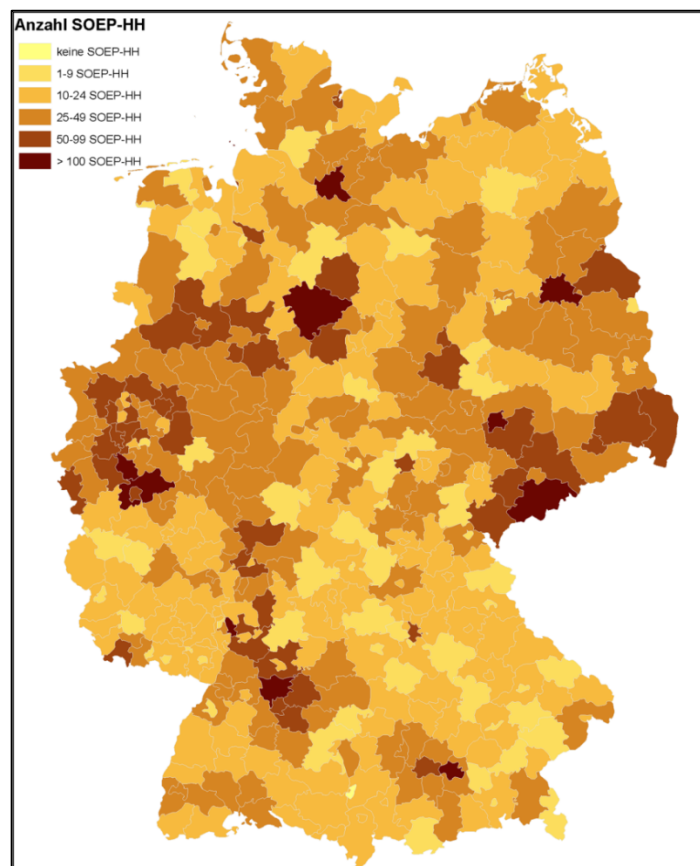 Anzahl SOEP-HH
keine SOEP-HH
1-9 SOEP-HH
10-24 SOEP-HH
25-49 SOEP-HH
50-99 SOEP-HH
> 100 SOEP-HH